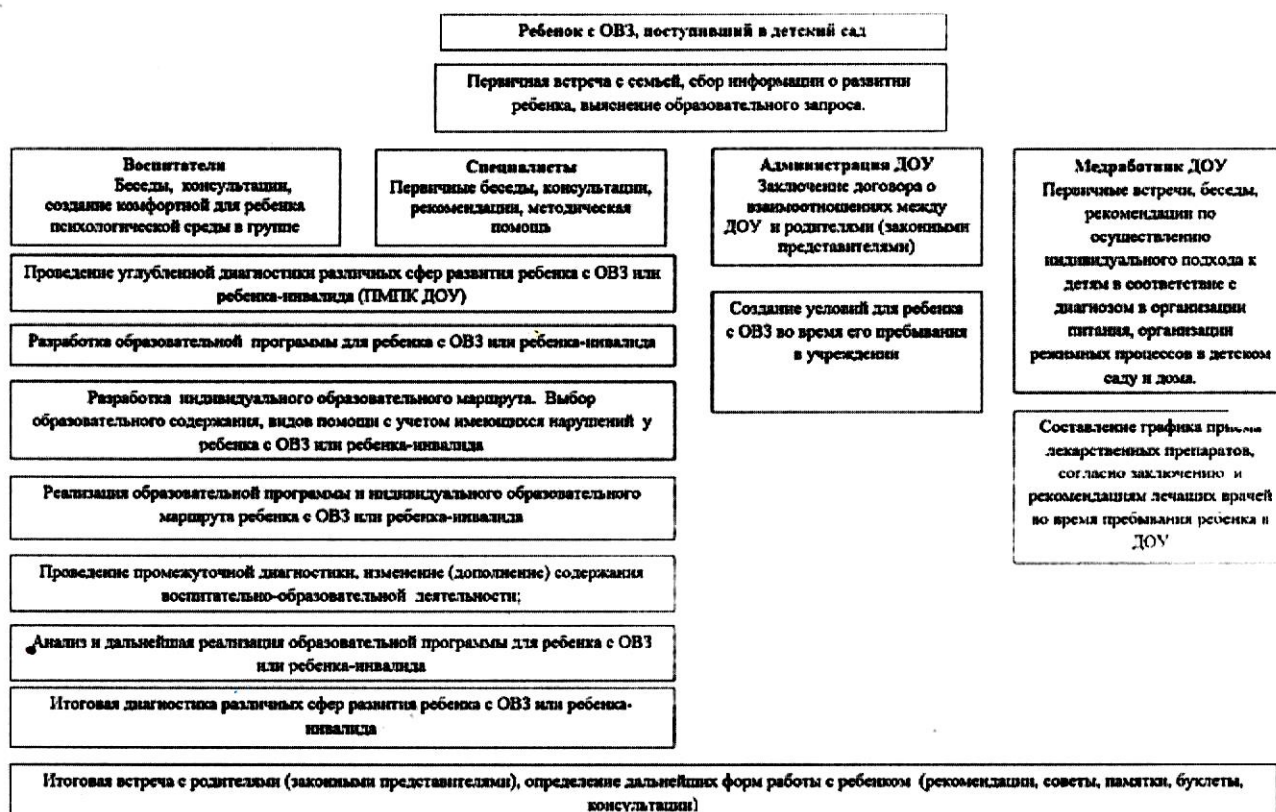 Ребенок с ОВЗ, поступивший в детский сад
Первичная встреча с семьей, сбор информации о развитии
ребенка, выяснение образовательного запроса.
Воспитатели
Беседы, консультации,
создание комфортной для ребенка
психологической среды в группе
Специалисты
Первичные беседы, консультации,
рекомендации, методическая
помощь
Администрация ДОУ
Заключение договора о
взаимоотношениях между
ДОУ и родителями (законными
представителями)
Медработник ДОУ
Первичные встречи, беседы,
рекомендации по
осуществлению
индивидуального подхода к
детям в соответствие с
диагнозом в организации
питания, организации
режимных процессов в детском
саду и дома.
Проведение углубленной диагностики различных сфер развития ребенка с ОВЗ или
ребенка-инвалида (ПМПК ДОУ)
Создание условий для ребенка
с ОВЗ во время его пребывания
в учреждении
Разработка образовательной программы для ребенка с ОВЗ или ребенка-инвалида
Разработка индивидуального образовательного маршрута. Выбор
образовательного содержания, видов помощи с учетом имеющихся нарушений у
ребенка с ОВЗ или ребенка-инвалида
Составление графика приема
лекарственных препаратов,
согласно заключению и
рекомендациям лечащих врачей
во время пребывания ребенка в
ДОУ
Реализация образовательной программы и индивидуального образовательного
маршрута ребенка с ОВЗ или ребенка-инвалида
Проведение промежуточной диагностики, изменение (дополнение) содержания
воспитательно-образовательной деятельности;
Анализ и дальнейшая реализация образовательной программы для ребенка с ОВЗ
или ребенка-инвалида
Итоговая диагностика различных сфер развития ребенка с ОВЗ или ребенка-
инвалида
Итоговая встреча с родителями (законными представителями), определение дальнейших форм работы с ребенком (рекомендации, советы, памятки, буклеты,
консультации)